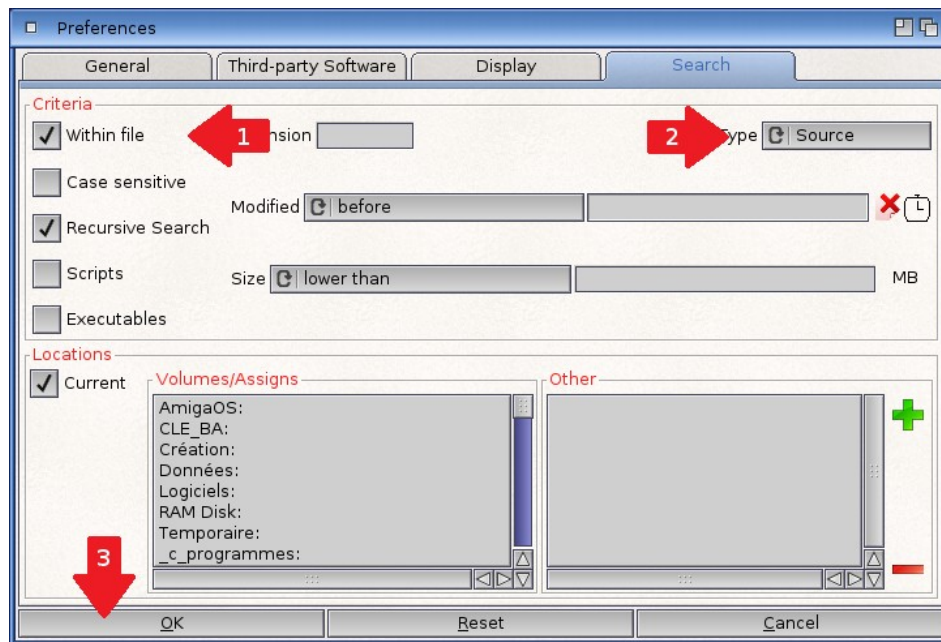 Preferences
General Third-party Software Display Search
Criteria
Within file 1 nsion 2 Type Source
Case sensitive
Modified before
Recursive Search
Scripts Size lower than MB
Executables
Locations
Current Volumes/Assigns Other
AmigaOS:
CLE_BA:
Création:
Données:
Logiciels:
RAM Disk:
Temporaire:
_c_programmes:
3
OK Reset Cancel